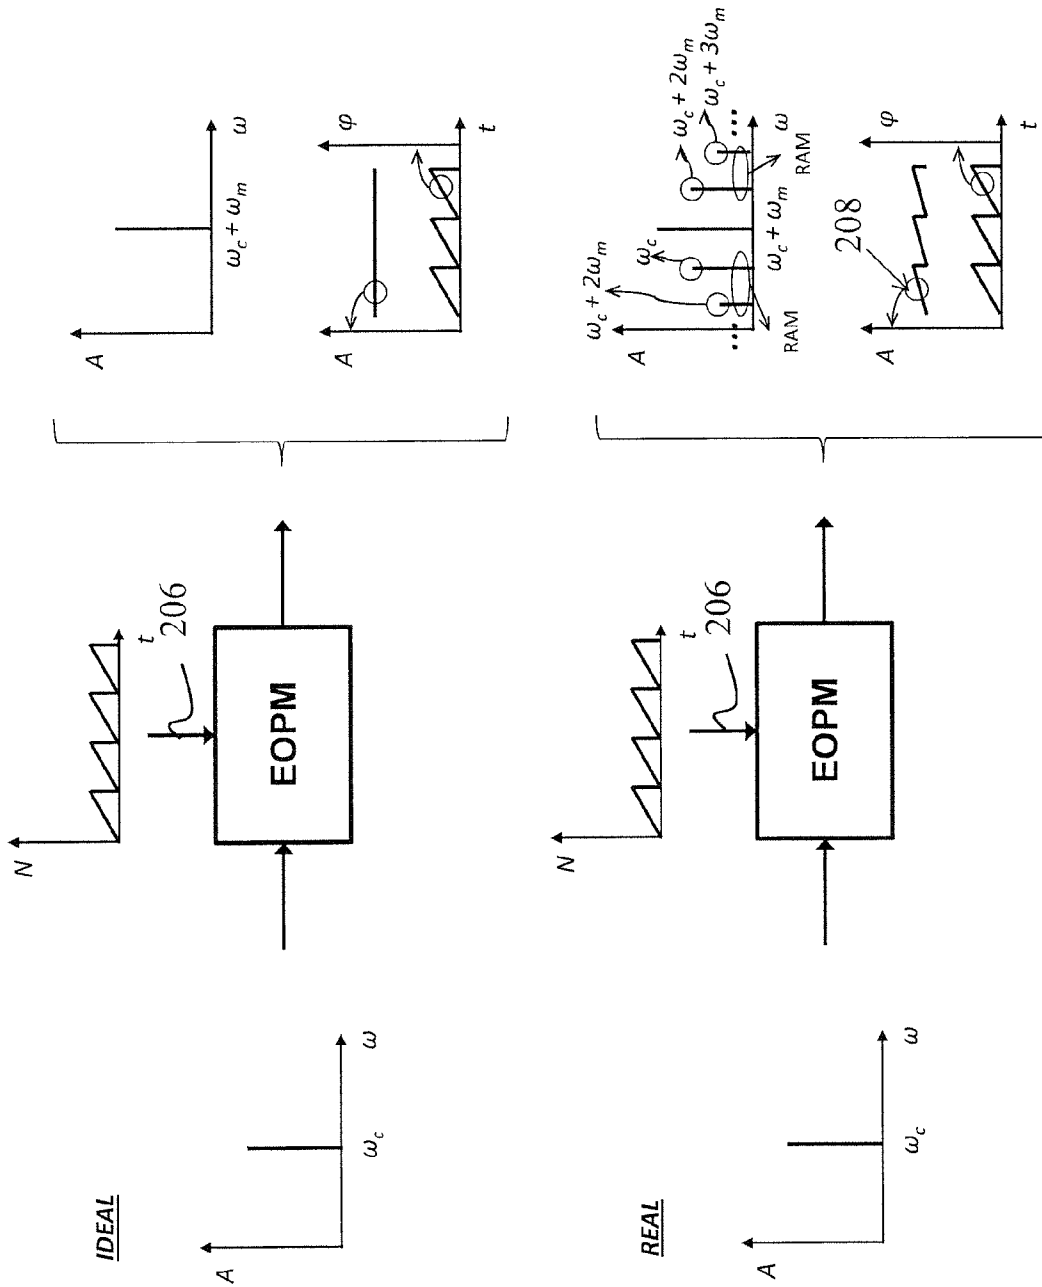 IDEAL
A
ω
ω_c
N
t
206
EOPM
A
ω
ω_c + ω_m
A
φ
t
REAL
A
ω
ω_c
N
t
206
EOPM
A
ω_c + 2ω_m
ω_c
ω_c + 2ω_m
ω_c + 3ω_m
...
...
ω
ω_c + ω_m
RAM
RAM
208
A
φ
t